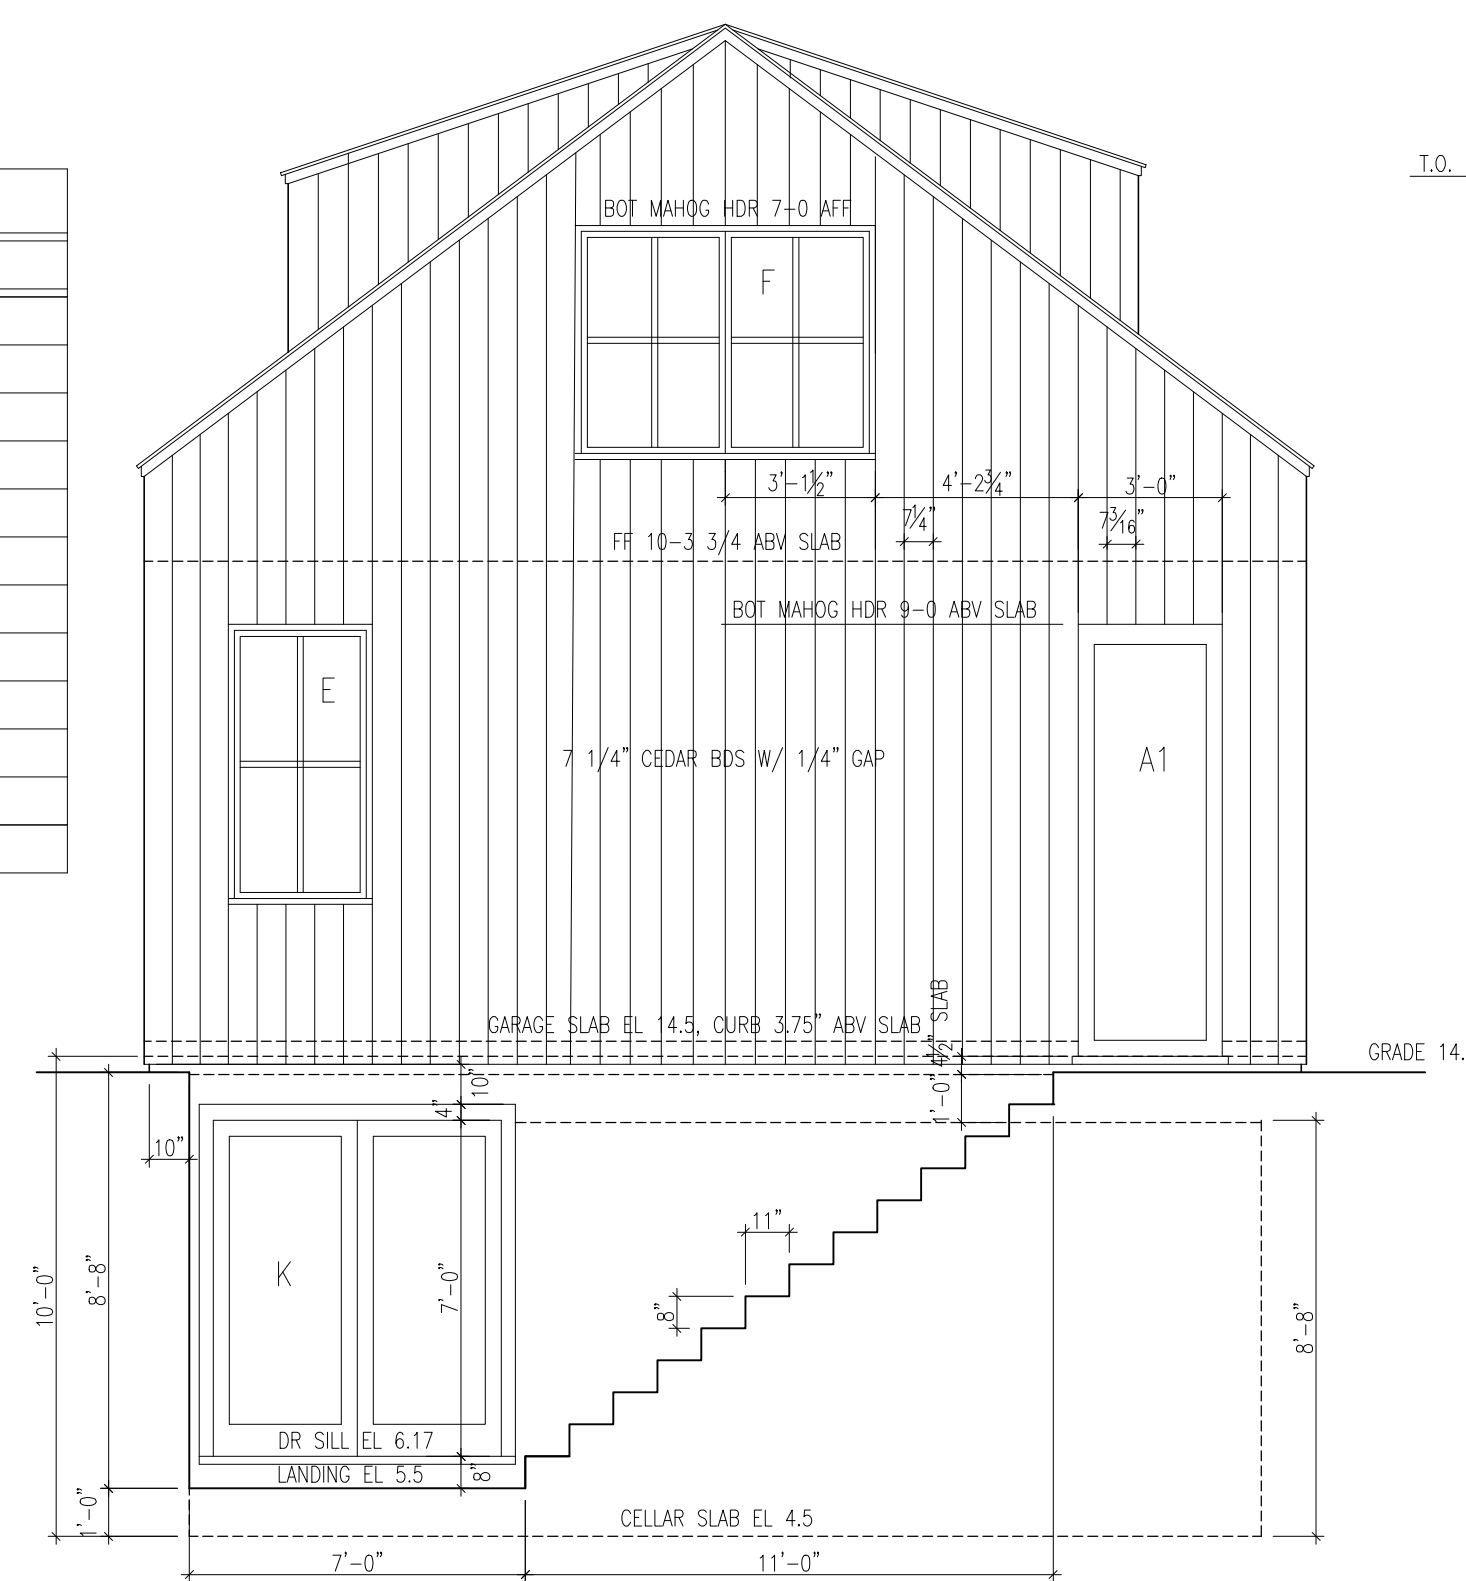 T.O.
BOT MAHOG HDR 7-0 AFF
F
3'-1½" 4'-2¾" 3'-0"
7¼" 7³⁄₁₆"
FF 10-3 3/4 ABV SLAB
BOT MAHOG HDR 9-0 ABV SLAB
E
7 1/4" CEDAR BDS W/ 1/4" GAP
A1
GARAGE SLAB EL 14.5, CURB 3.75" ABV SLAB
4½" SLAB
GRADE 14.
10"
4"
1'-0"
10"
11"
K
7'-0"
8"
10'-0"
8'-8"
8'-8"
DR SILL EL 6.17
LANDING EL 5.5
8"
1'-0"
CELLAR SLAB EL 4.5
7'-0" 11'-0"